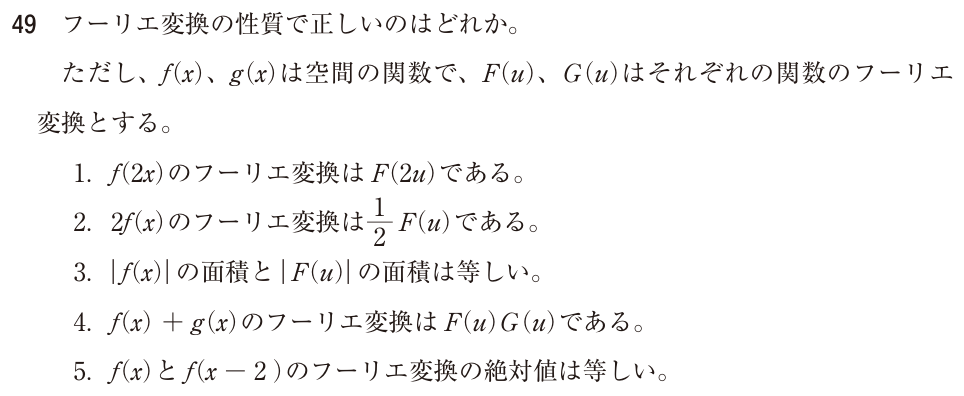 49 フーリエ変換の性質で正しいのはどれか。
ただし、f(x)、g(x)は空間の関数で、F(u)、G(u)はそれぞれの関数のフーリエ
変換とする。
1. f(2x)のフーリエ変換はF(2u)である。
2. 2f(x)のフーリエ変換は1/2 F(u)である。
3. |f(x)|の面積と|F(u)|の面積は等しい。
4. f(x) + g(x)のフーリエ変換はF(u)G(u)である。
5. f(x)とf(x − 2)のフーリエ変換の絶対値は等しい。